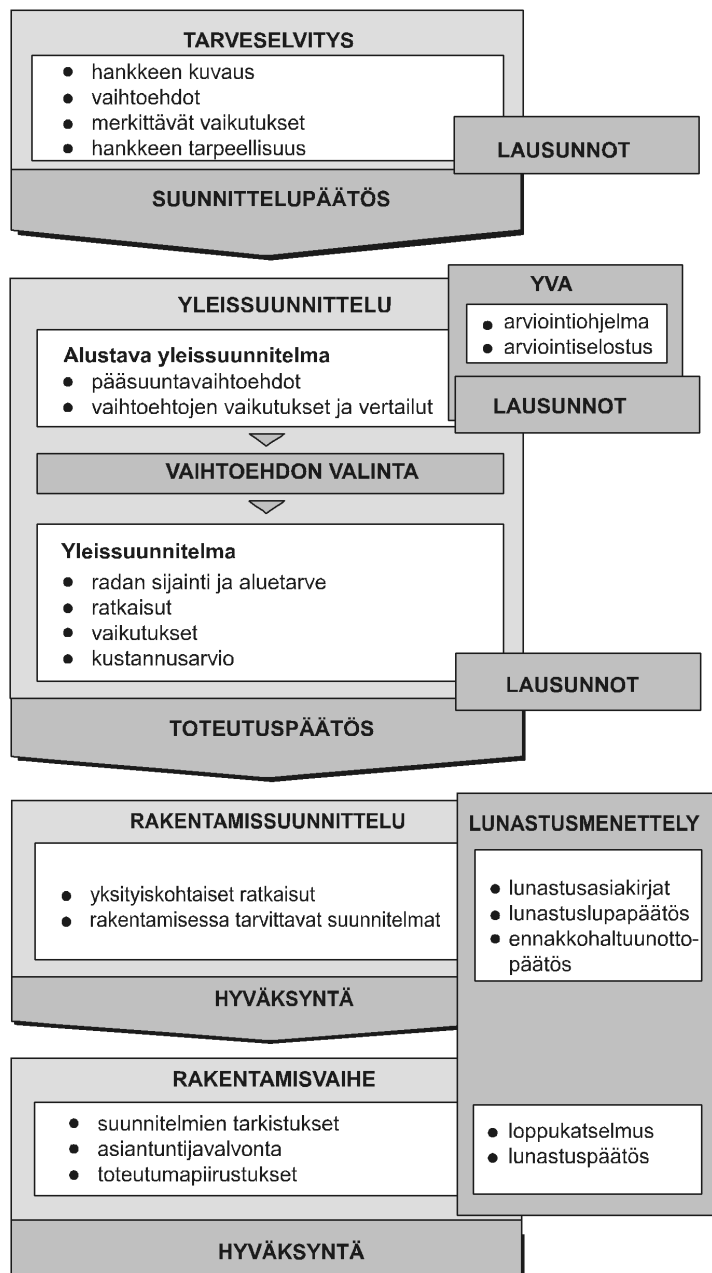 TARVESELVITYS
● hankkeen kuvaus
● vaihtoehdot
● merkittävät vaikutukset
● hankkeen tarpeellisuus
LAUSUNNOT
SUUNNITTELUPÄÄTÖS
YLEISSUUNNITTELU
YVA
● arviointiohjelma
● arviointiselostus
LAUSUNNOT
Alustava yleissuunnitelma
● pääsuuntavaihtoehdot
● vaihtoehtojen vaikutukset ja vertailut
VAIHTOEHDON VALINTA
Yleissuunnitelma
● radan sijainti ja aluetarve
● ratkaisut
● vaikutukset
● kustannusarvio
LAUSUNNOT
TOTEUTUSPÄÄTÖS
RAKENTAMISSUUNNITTELU
● yksityiskohtaiset ratkaisut
● rakentamisessa tarvittavat suunnitelmat
HYVÄKSYNTÄ
LUNASTUSMENETTELY
● lunastusasiakirjat
● lunastuslupapäätös
● ennakkohaltuunotto-
päätös
RAKENTAMISVAIHE
● suunnitelmien tarkistukset
● asiantuntijavalvonta
● toteutumapiirustukset
● loppukatselmus
● lunastuspäätös
HYVÄKSYNTÄ